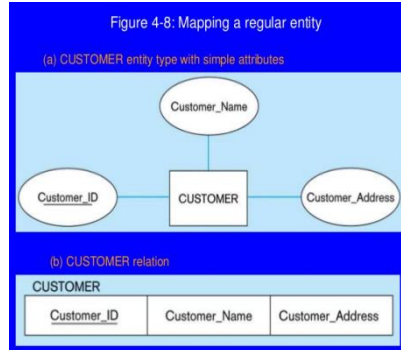 Figure 4-8: Mapping a regular entity
(a) CUSTOMER entity type with simple attributes
Customer_Name
Customer_ID
CUSTOMER
Customer_Address
(b) CUSTOMER relation
CUSTOMER
Customer_ID
Customer_Name
Customer_Address